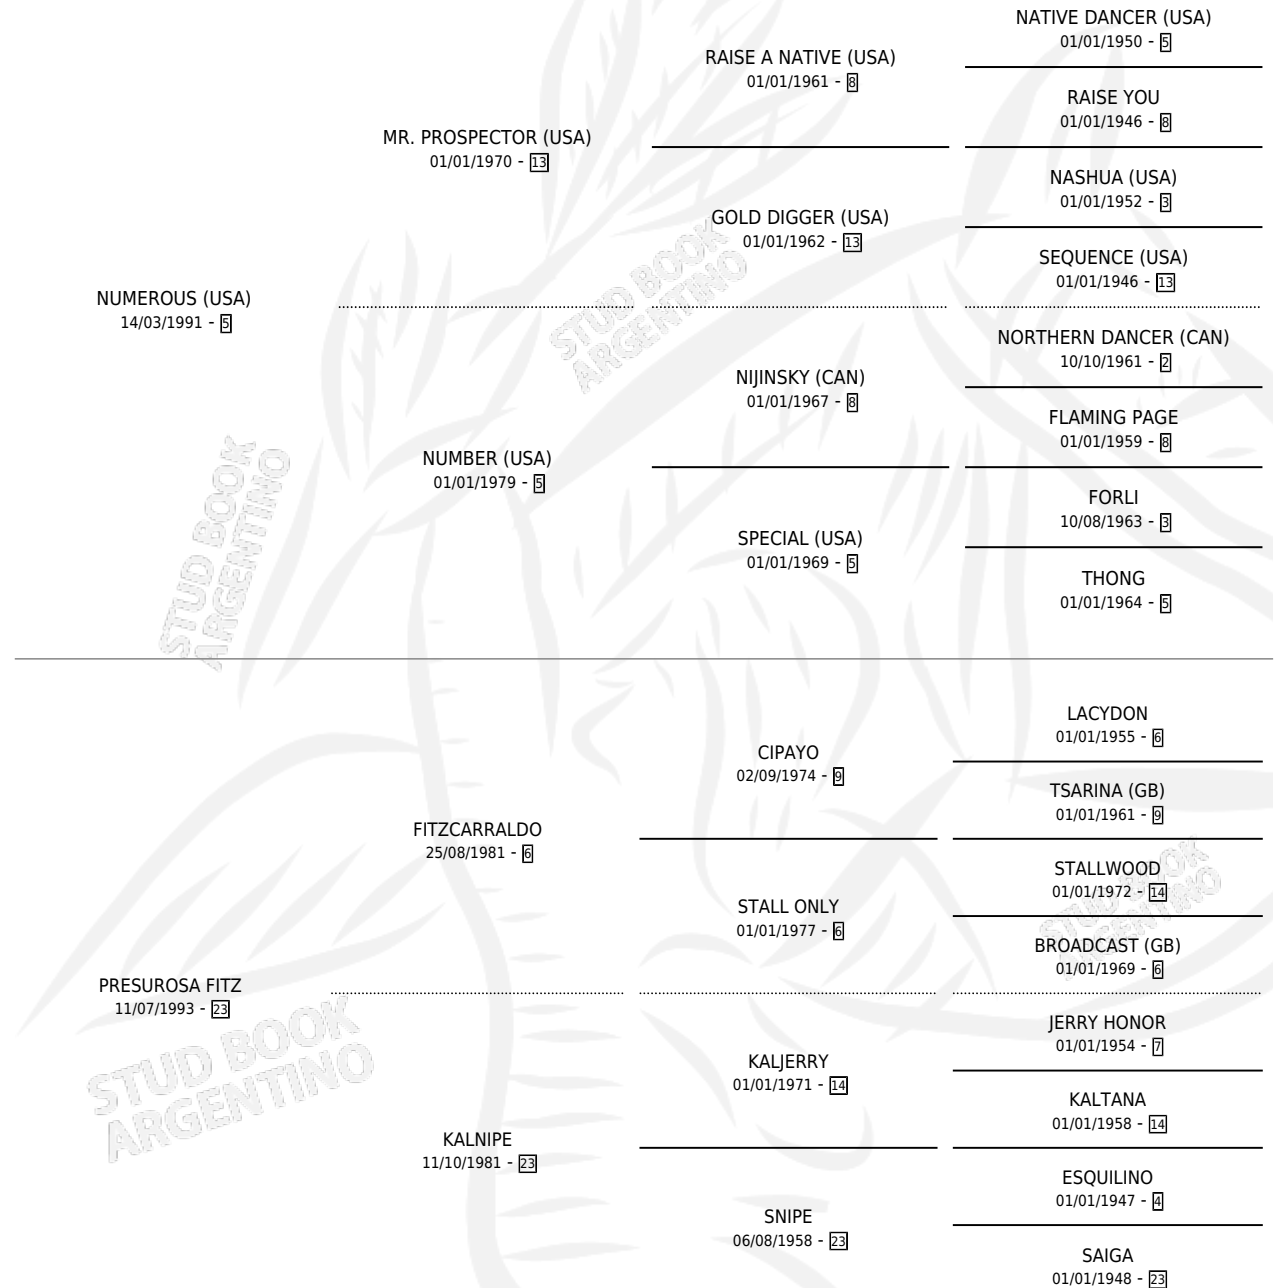 NATIVE DANCER (USA)
01/01/1950 - 5
RAISE A NATIVE (USA)
01/01/1961 - 8
RAISE YOU
01/01/1946 - 8
MR. PROSPECTOR (USA)
01/01/1970 - 13
NASHUA (USA)
01/01/1952 - 3
GOLD DIGGER (USA)
01/01/1962 - 13
SEQUENCE (USA)
01/01/1946 - 13
NUMEROUS (USA)
14/03/1991 - 5
STUD BOOK
ARGENTINO
NORTHERN DANCER (CAN)
10/10/1961 - 2
NIJINSKY (CAN)
01/01/1967 - 8
FLAMING PAGE
01/01/1959 - 8
NUMBER (USA)
01/01/1979 - 5
FORLI
10/08/1963 - 3
SPECIAL (USA)
01/01/1969 - 5
THONG
01/01/1964 - 5
STUD BOOK
ARGENTINO
LACYDON
01/01/1955 - 6
CIPAYO
02/09/1974 - 9
TSARINA (GB)
01/01/1961 - 9
FITZCARRALDO
25/08/1981 - 6
STALLWOOD
01/01/1972 - 14
STALL ONLY
01/01/1977 - 6
STUD BOOK
ARGENTINO
BROADCAST (GB)
01/01/1969 - 6
PRESUROSA FITZ
11/07/1993 - 23
STUD BOOK
ARGENTINO
JERRY HONOR
01/01/1954 - 7
KALJERRY
01/01/1971 - 14
KALTANA
01/01/1958 - 14
KALNIPE
11/10/1981 - 23
ESQUILINO
01/01/1947 - 4
SNIPE
06/08/1958 - 23
SAIGA
01/01/1948 - 23